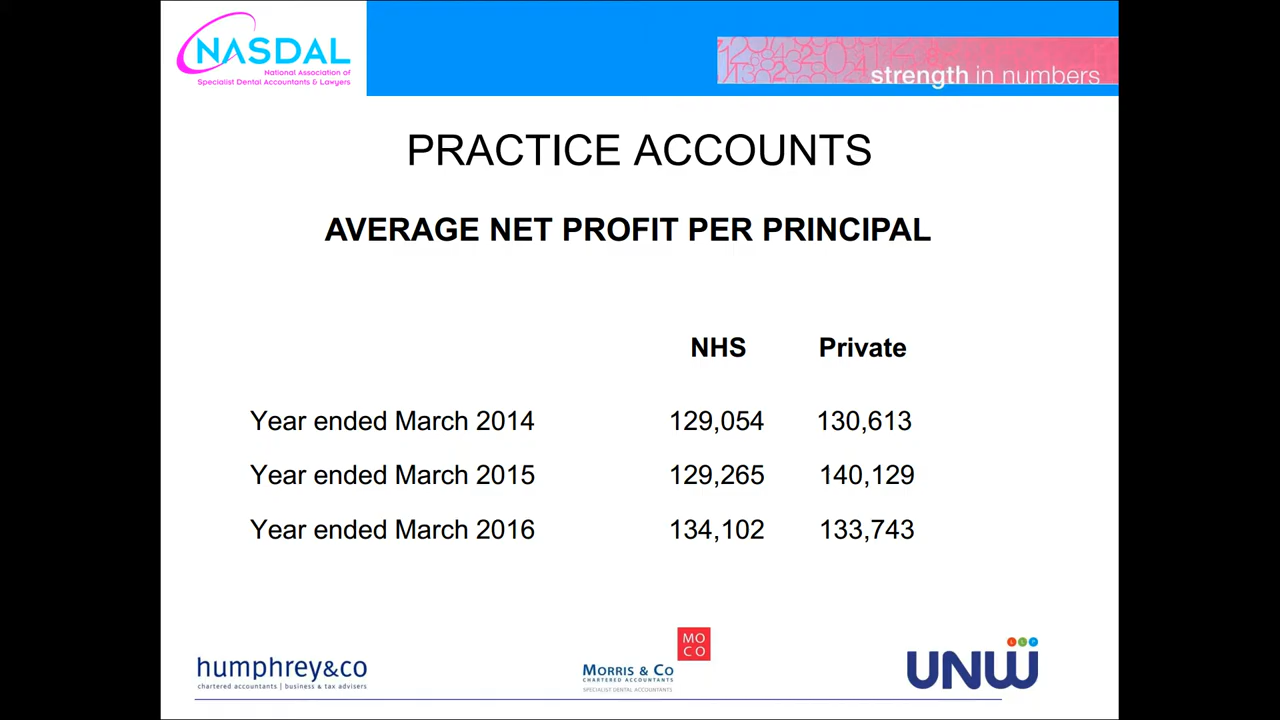 NASDAL
National Association of
Specialist Dental Accountants & Lawyers
strength in numbers
PRACTICE ACCOUNTS
AVERAGE NET PROFIT PER PRINCIPAL
NHS Private
Year ended March 2014 129,054 130,613
Year ended March 2015 129,265 140,129
Year ended March 2016 134,102 133,743
humphrey&co
chartered accountants | business & tax advisers
MO
CO
MORRIS & CO
CHARTERED ACCOUNTANTS
SPECIALIST DENTAL ACCOUNTANTS
LLP
UNW